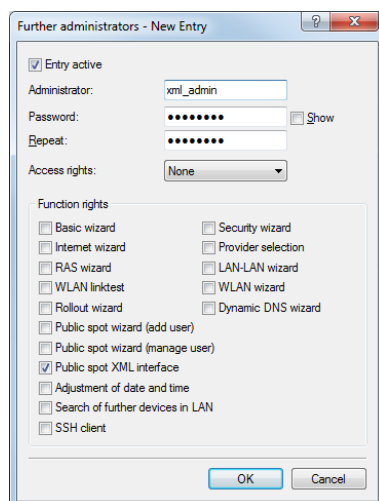 Further administrators - New Entry
Entry active
Administrator: xml_admin
Password: ●●●●●●●● Show
Repeat: ●●●●●●●●
Access rights: None
Function rights
Basic wizard Security wizard
Internet wizard Provider selection
RAS wizard LAN-LAN wizard
WLAN linktest WLAN wizard
Rollout wizard Dynamic DNS wizard
Public spot wizard (add user)
Public spot wizard (manage user)
Public spot XML interface
Adjustment of date and time
Search of further devices in LAN
SSH client
OK Cancel